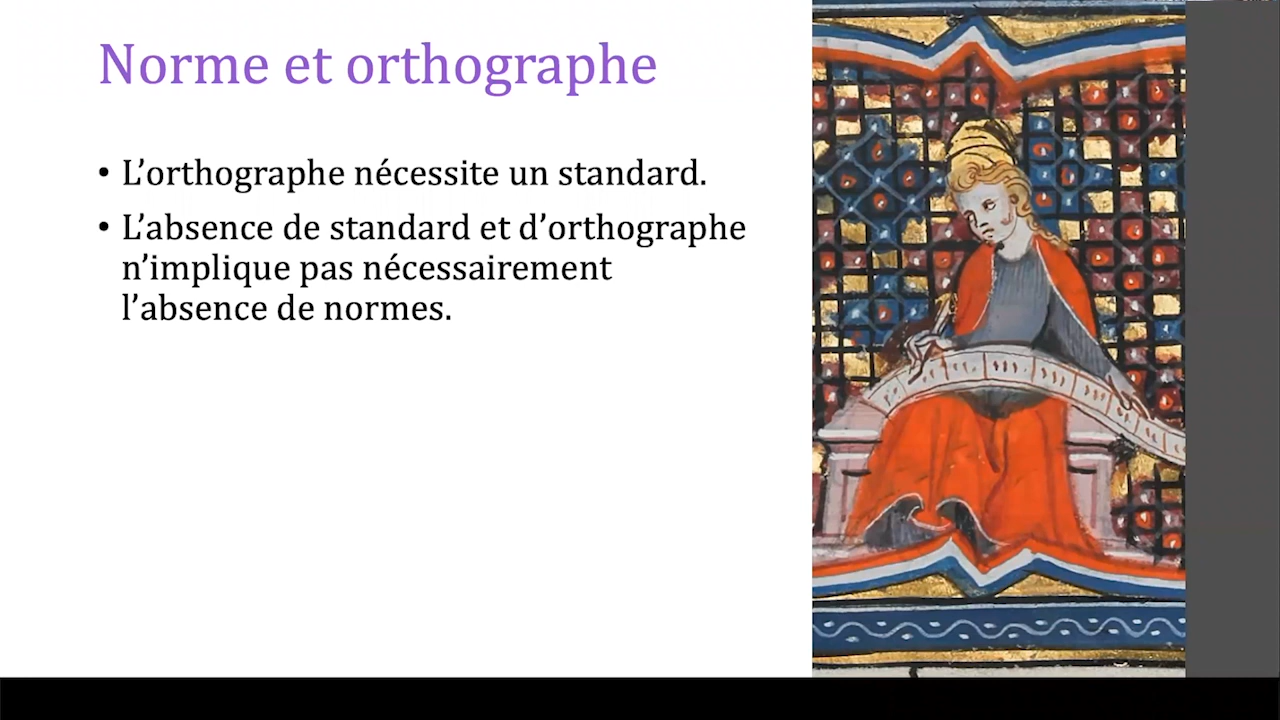 Norme et orthographe
• L’orthographe nécessite un standard.
• L’absence de standard et d’orthographe
n’implique pas nécessairement
l’absence de normes.